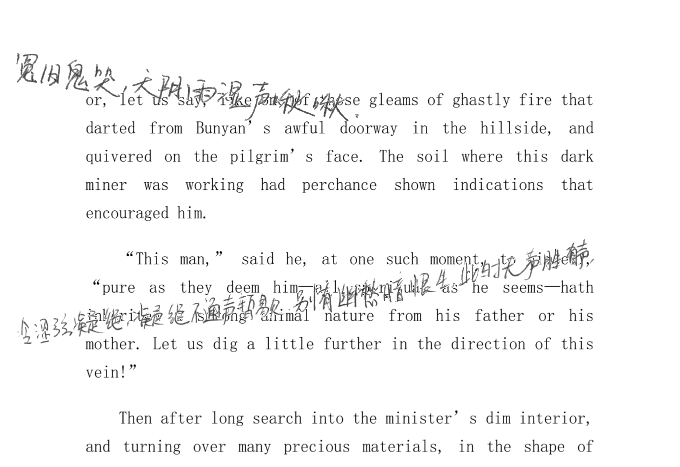 冤旧鬼哭,天阴雨湿声啾啾。
or, let us say, like one of those gleams of ghastly fire that
darted from Bunyan’s awful doorway in the hillside, and
quivered on the pilgrim’s face. The soil where this dark
miner was working had perchance shown indications that
encouraged him.
“This man,” said he, at one such moment, to himself,
“pure as they deem him—all spiritual as he seems—hath
别有幽愁暗恨生 此时无声胜有声
冷涩弦凝绝,凝绝不通声暂歇.
strong animal nature from his father or his
mother. Let us dig a little further in the direction of this
vein!”
Then after long search into the minister’s dim interior,
and turning over many precious materials, in the shape of